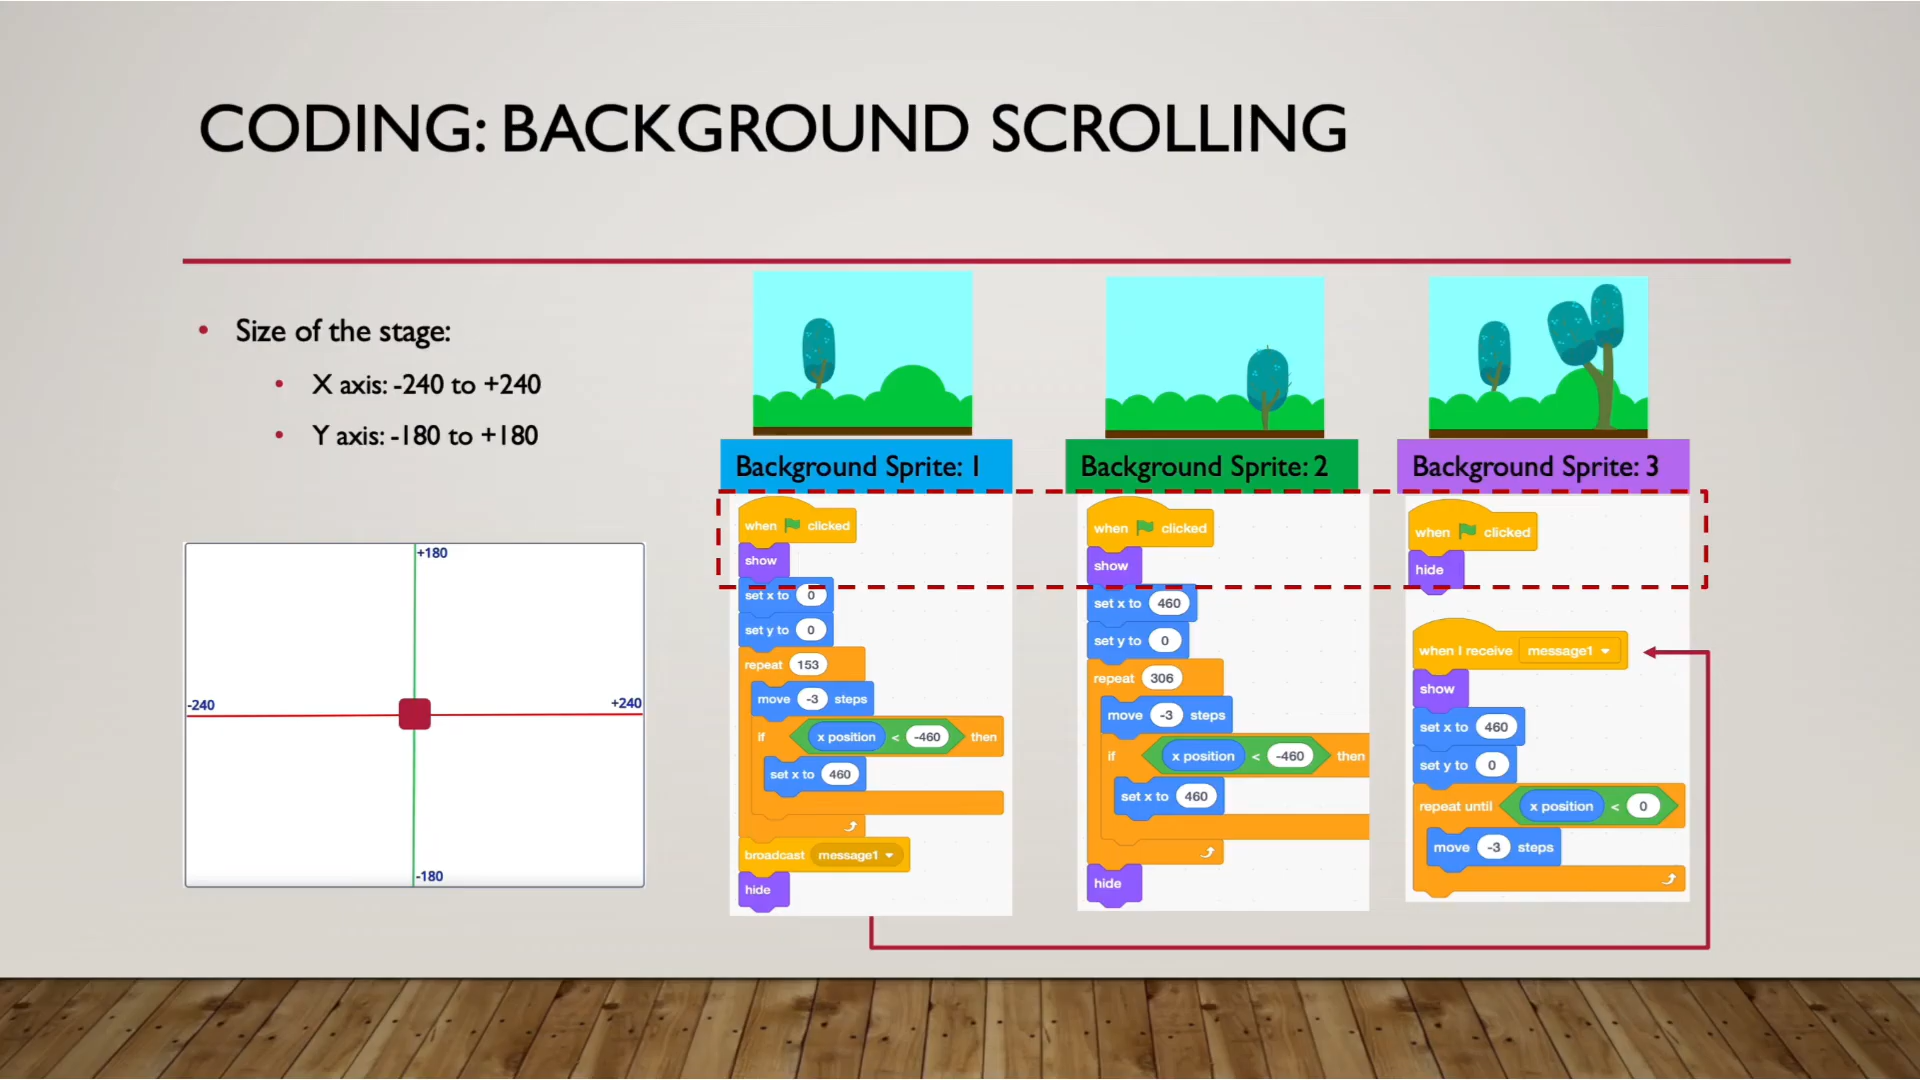 CODING: BACKGROUND SCROLLING
Size of the stage:
X axis: -240 to +240
Y axis: -180 to +180
+180
-240
+240
-180
Background Sprite: 1
when clicked
show
set x to 0
set y to 0
repeat 153
move -3 steps
if x position < -460 then
set x to 460
broadcast message1
hide
Background Sprite: 2
when clicked
show
set x to 460
set y to 0
repeat 306
move -3 steps
if x position < -460 then
set x to 460
hide
Background Sprite: 3
when clicked
hide
when I receive message1
show
set x to 460
set y to 0
repeat until x position < 0
move -3 steps